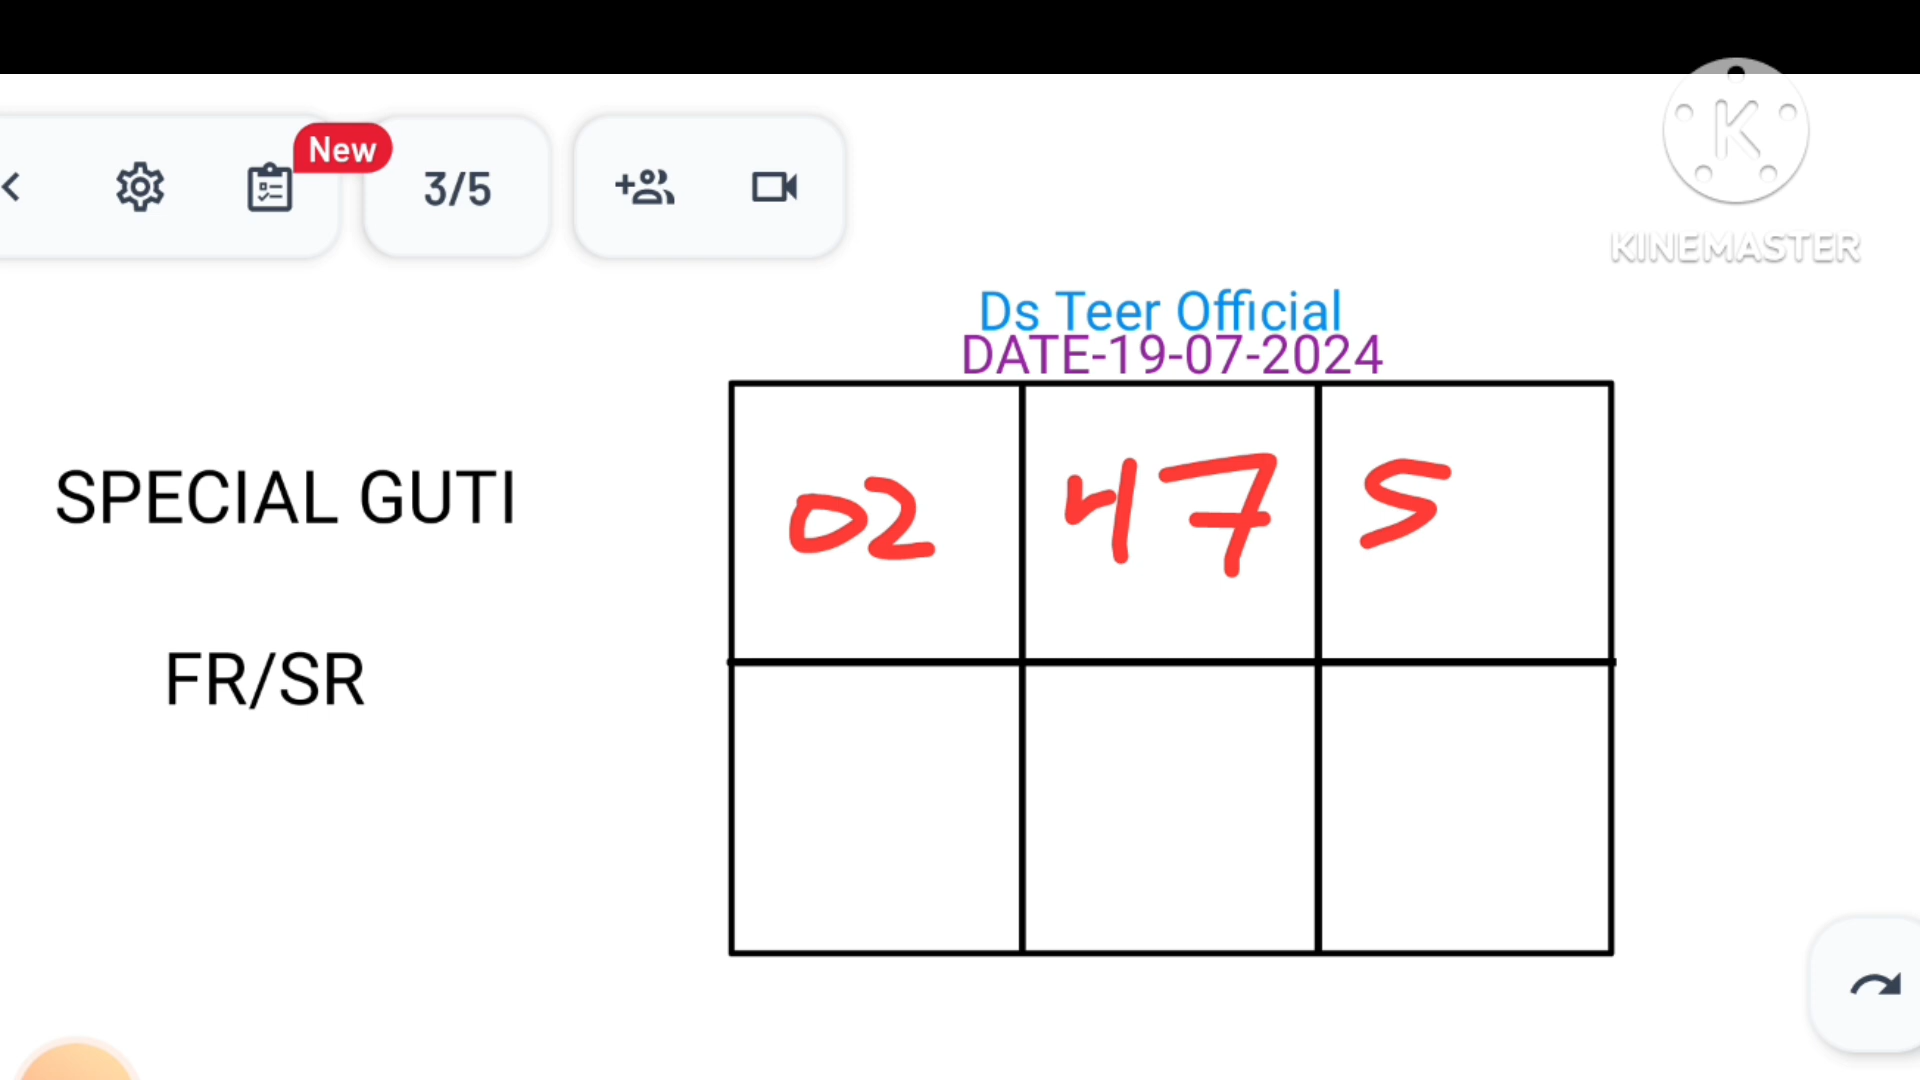 New
3/5
K
KINEMASTER
Ds Teer Official
DATE-19-07-2024
SPECIAL GUTI
02 47 5
FR/SR